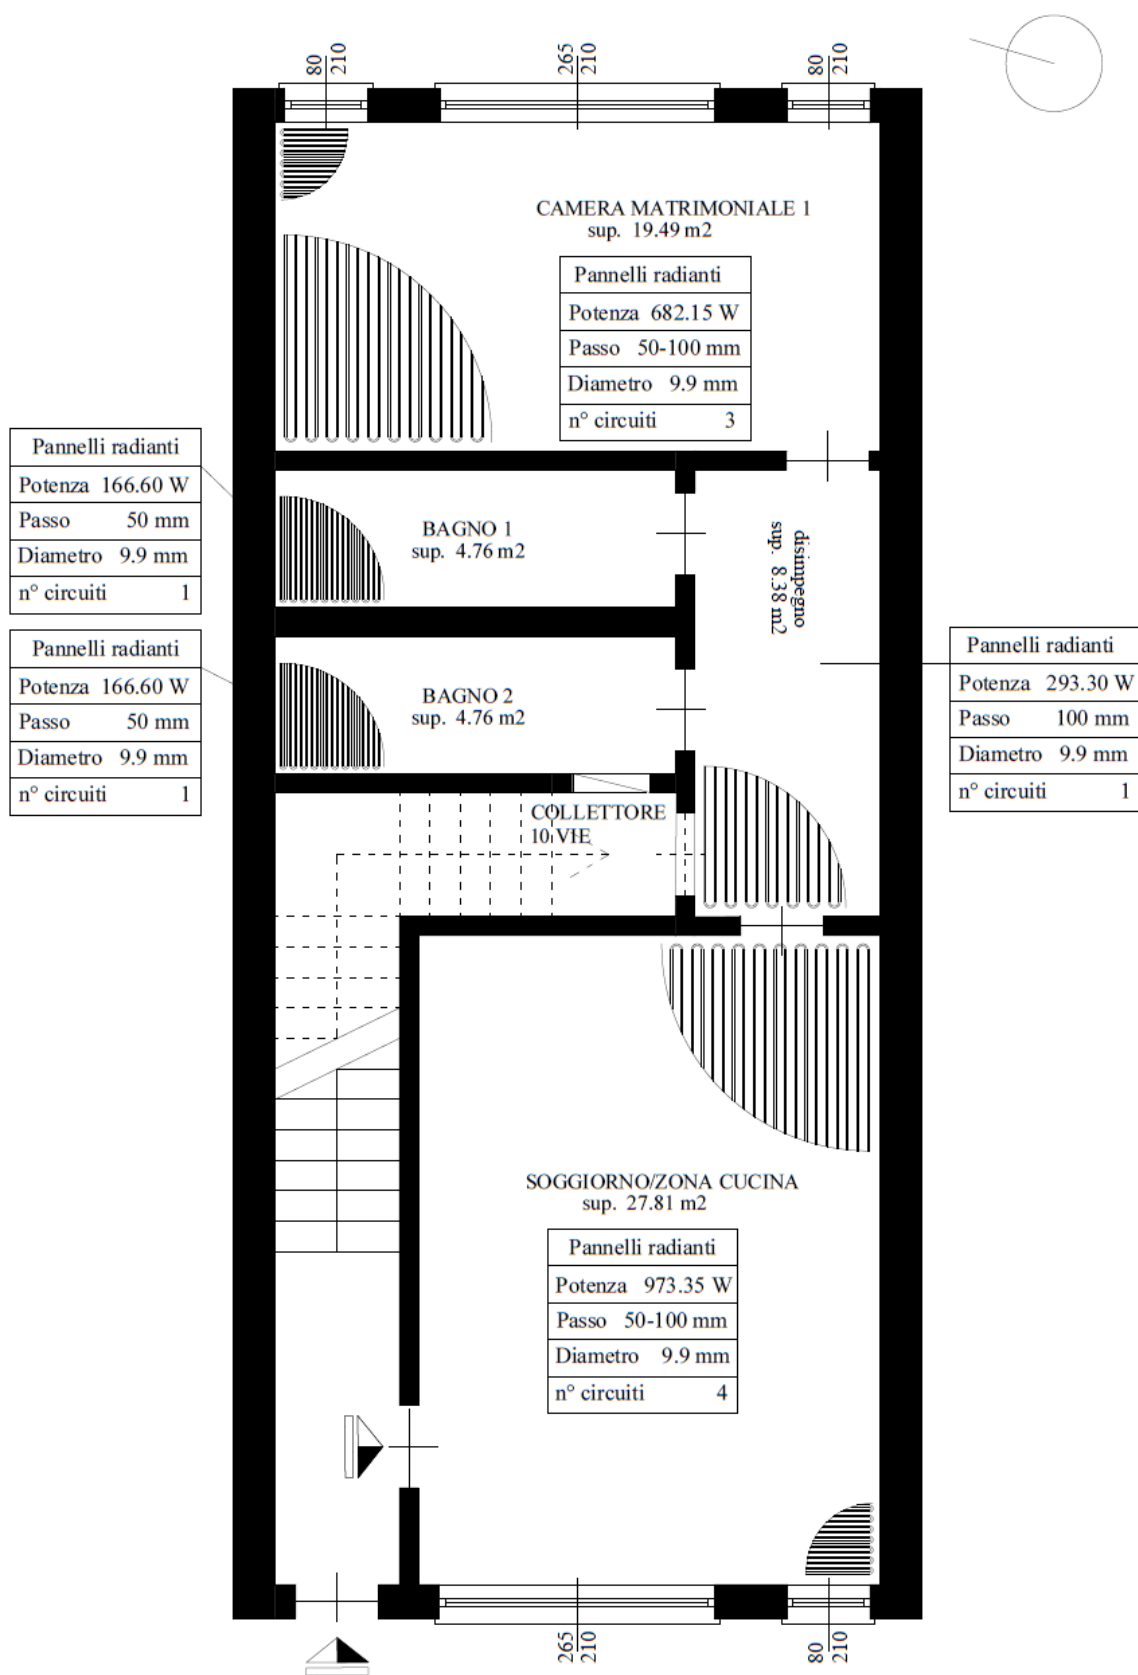 80
210
265
210
80
210
CAMERA MATRIMONIALE 1
sup. 19.49 m2
Pannelli radianti
Potenza 682.15 W
Passo 50-100 mm
Diametro 9.9 mm
n° circuiti 3
Pannelli radianti
Potenza 166.60 W
Passo 50 mm
Diametro 9.9 mm
n° circuiti 1
BAGNO 1
sup. 4.76 m2
disimpegno
sup. 8.38 m2
Pannelli radianti
Potenza 166.60 W
Passo 50 mm
Diametro 9.9 mm
n° circuiti 1
BAGNO 2
sup. 4.76 m2
Pannelli radianti
Potenza 293.30 W
Passo 100 mm
Diametro 9.9 mm
n° circuiti 1
COLLETTORE
10 VIE
SOGGIORNO/ZONA CUCINA
sup. 27.81 m2
Pannelli radianti
Potenza 973.35 W
Passo 50-100 mm
Diametro 9.9 mm
n° circuiti 4
265
210
80
210